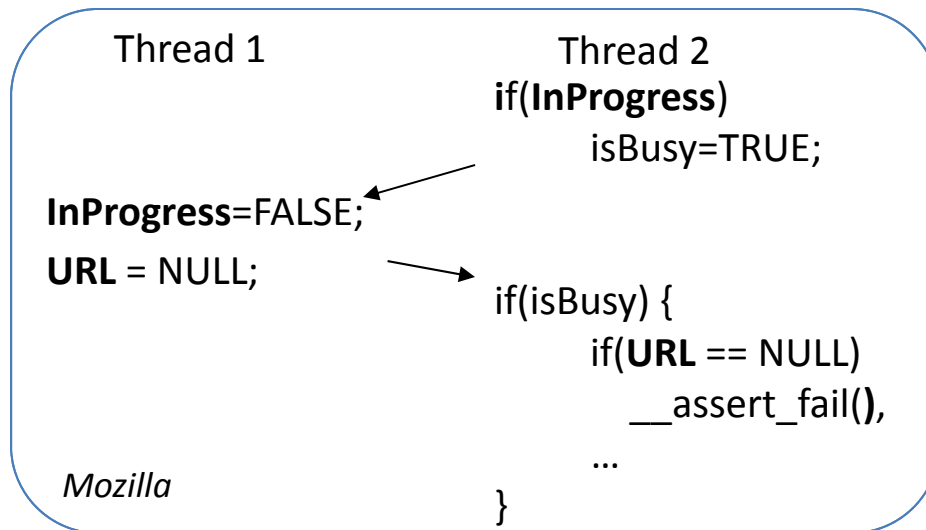 Thread 1
Thread 2
if(InProgress)
isBusy=TRUE;
InProgress=FALSE;
URL = NULL;
if(isBusy) {
if(URL == NULL)
__assert_fail(),
...
}
Mozilla